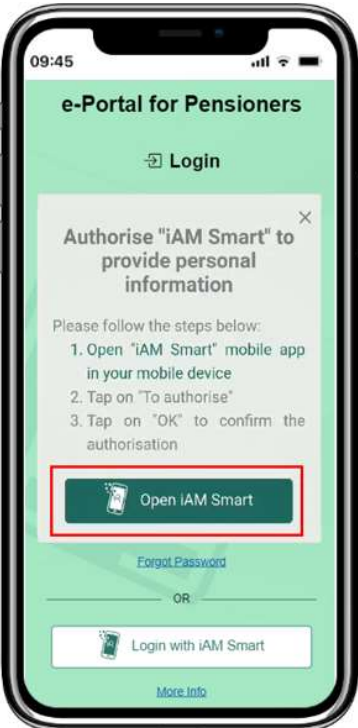 09:45
e-Portal for Pensioners
Login
Authorise "iAM Smart" to
provide personal
information
Please follow the steps below:
1. Open "iAM Smart" mobile app
in your mobile device
2. Tap on "To authorise"
3. Tap on "OK" to confirm the
authorisation
Open iAM Smart
Forgot Password
OR
Login with iAM Smart
More Info